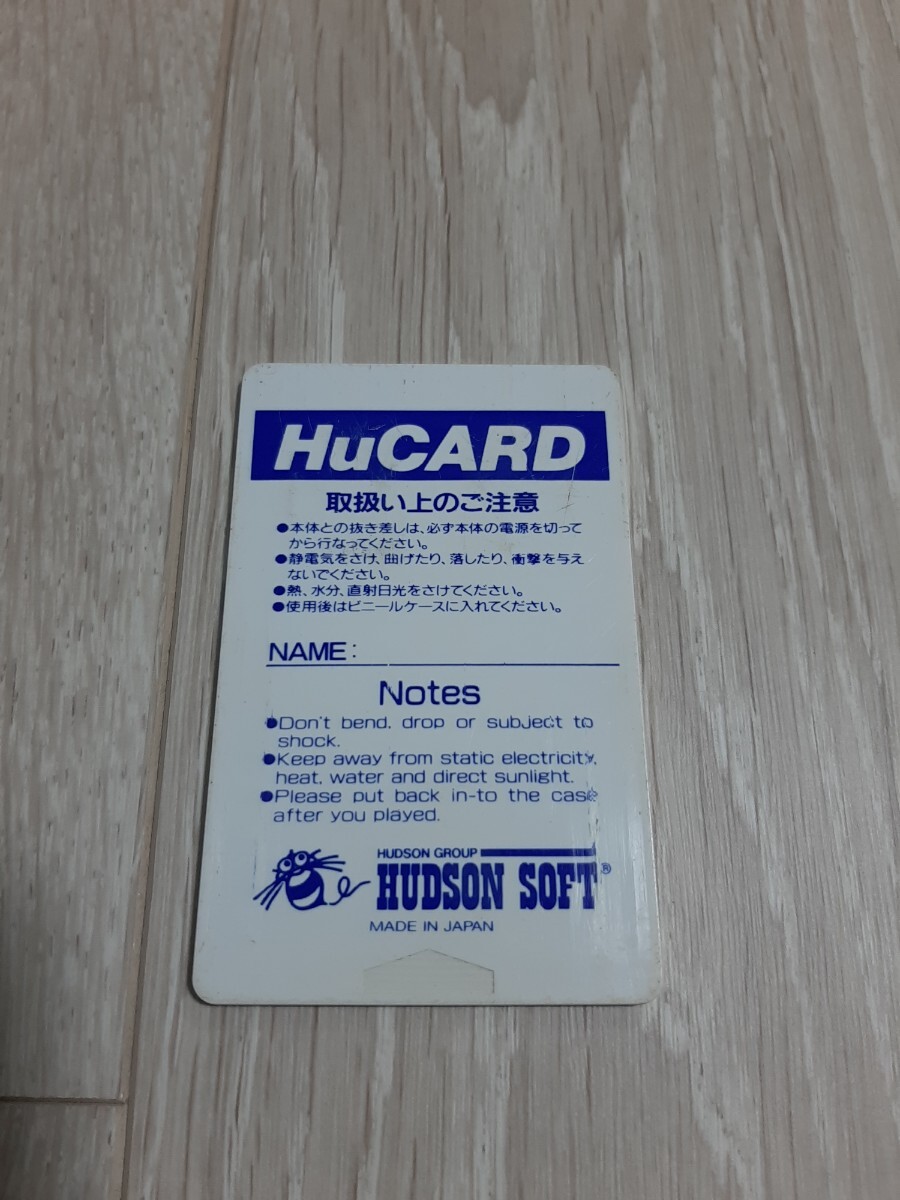 HuCARD
取扱い上のご注意
●本体との抜き差しは、必ず本体の電源を切って
から行なってください。
●静電気をさけ、曲げたり、落したり、衝撃を与え
ないでください。
●熱、水分、直射日光をさけてください。
●使用後はビニールケースに入れてください。
NAME:
Notes
●Don't bend, drop or subject to
shock.
●Keep away from static electricity,
heat, water and direct sunlight.
●Please put back in-to the case
after you played.
HUDSON GROUP
HUDSON SOFT®
MADE IN JAPAN